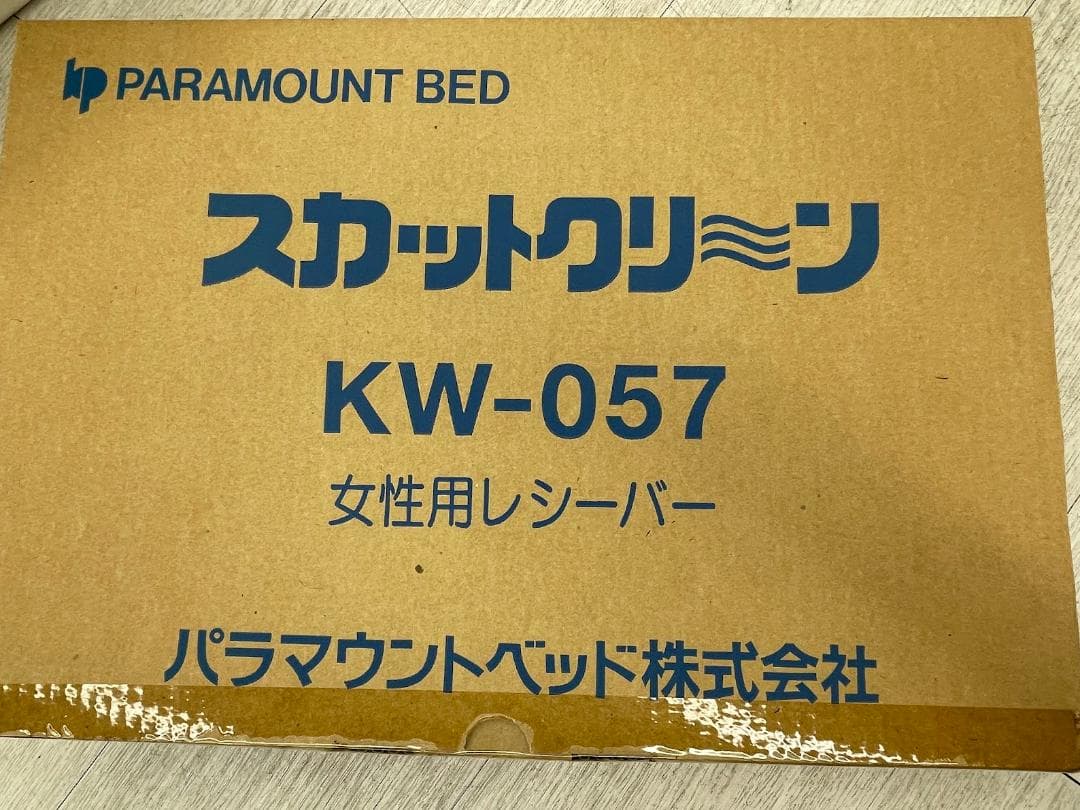 PARAMOUNT BED
スカットクリーン
KW-057
女性用レシーバー
パラマウントベッド株式会社